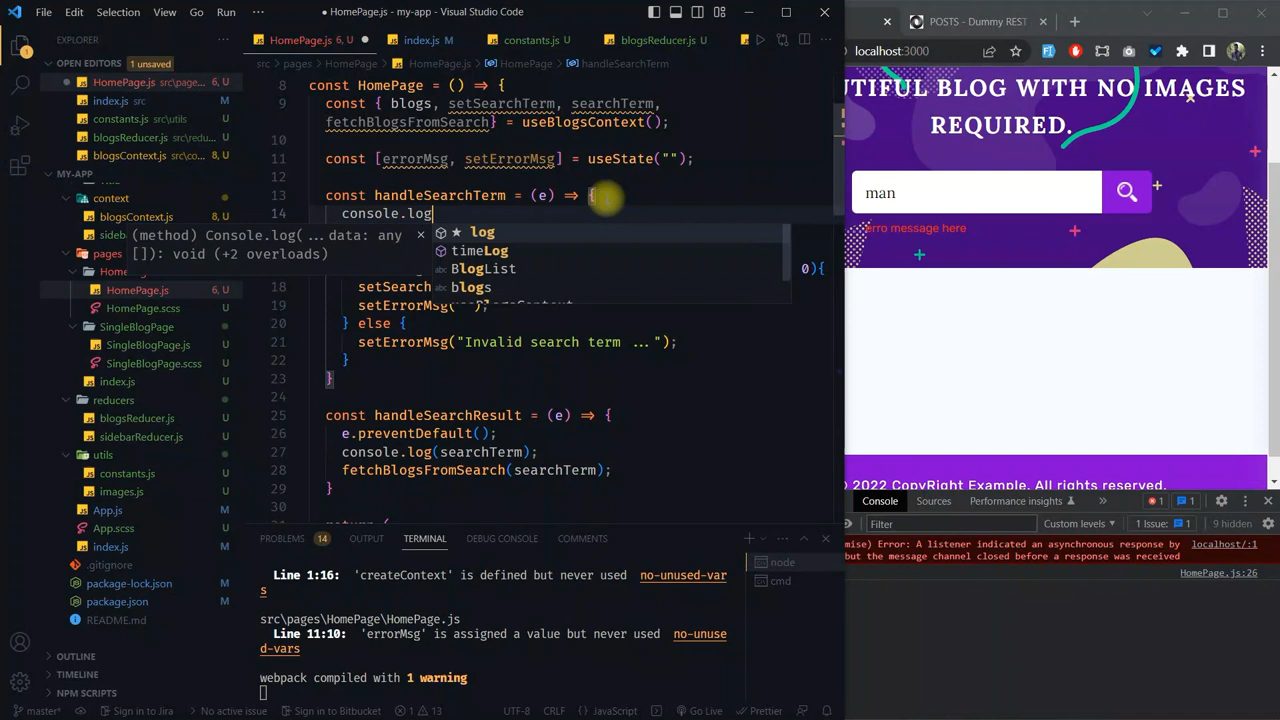 File Edit Selection View Go Run ··· ● HomePage.js - my-app - Visual Studio Code
EXPLORER ···
OPEN EDITORS 1 unsaved
HomePage.js src\page... 6, U
index.js src M
constants.js src\utils U
blogsReducer.js src\redu... U
blogsContext.js src\co... U
MY-APP
context
blogsContext.js 8, U
sideb
pages
Home
HomePage.js 6, U
HomePage.scss U
SingleBlogPage
SingleBlogPage.js U
SingleBlogPage.scss U
index.js U
reducers
blogsReducer.js U
sidebarReducer.js U
utils
constants.js U
images.js U
App.js U
App.scss U
index.js M
.gitignore
package-lock.json M
package.json M
README.md
OUTLINE
TIMELINE
NPM SCRIPTS
HomePage.js 6, U ● index.js M constants.js U blogsReducer.js U
src > pages > HomePage > HomePage.js > HomePage > handleSearchTerm
8 const HomePage = () => {
9 const { blogs, setSearchTerm, searchTerm,
fetchBlogsFromSearch} = useBlogsContext();
10
11 const [errorMsg, setErrorMsg] = useState("");
12
13 const handleSearchTerm = (e) => {
14 console.log
(method) Console.log(...data: any
[]): void (+2 overloads)
log
timeLog
BlogList
blogs
0){
18 setSearch
19 setErrorMsg("");
20 } else {
21 setErrorMsg("Invalid search term ...");
22 }
23 }
24
25 const handleSearchResult = (e) => {
26 e.preventDefault();
27 console.log(searchTerm);
28 fetchBlogsFromSearch(searchTerm);
29 }
30
PROBLEMS 14 OUTPUT TERMINAL DEBUG CONSOLE COMMENTS
Line 1:16: 'createContext' is defined but never used no-unused-var
s
src\pages\HomePage\HomePage.js
Line 11:10: 'errorMsg' is assigned a value but never used no-unuse
d-vars
webpack compiled with 1 warning
node
cmd
master* Sign in to Jira No active issue Sign in to Bitbucket 1 13 UTF-8 CRLF JavaScript Go Live Prettier
POSTS - Dummy REST
localhost:3000
UTIFUL BLOG WITH NO IMAGES
REQUIRED.
man
erro message here
© 2022 CopyRight Example. All rights reserved.
Console Sources Performance insights 1 1
Filter Custom levels 1 Issue: 1 9 hidden
mise) Error: A listener indicated an asynchronous response by localhost/:1
but the message channel closed before a response was received
HomePage.js:26